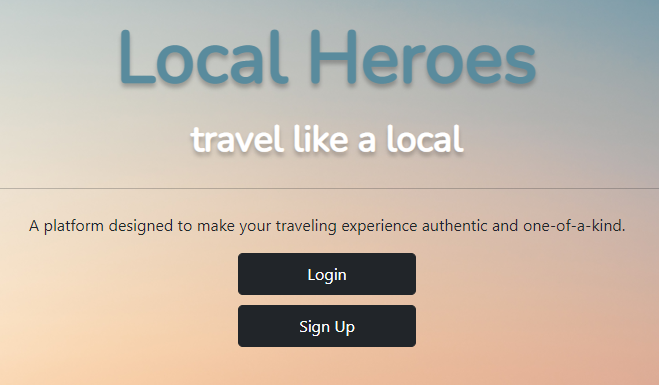 Local Heroes
travel like a local
A platform designed to make your traveling experience authentic and one-of-a-kind.
Login
Sign Up